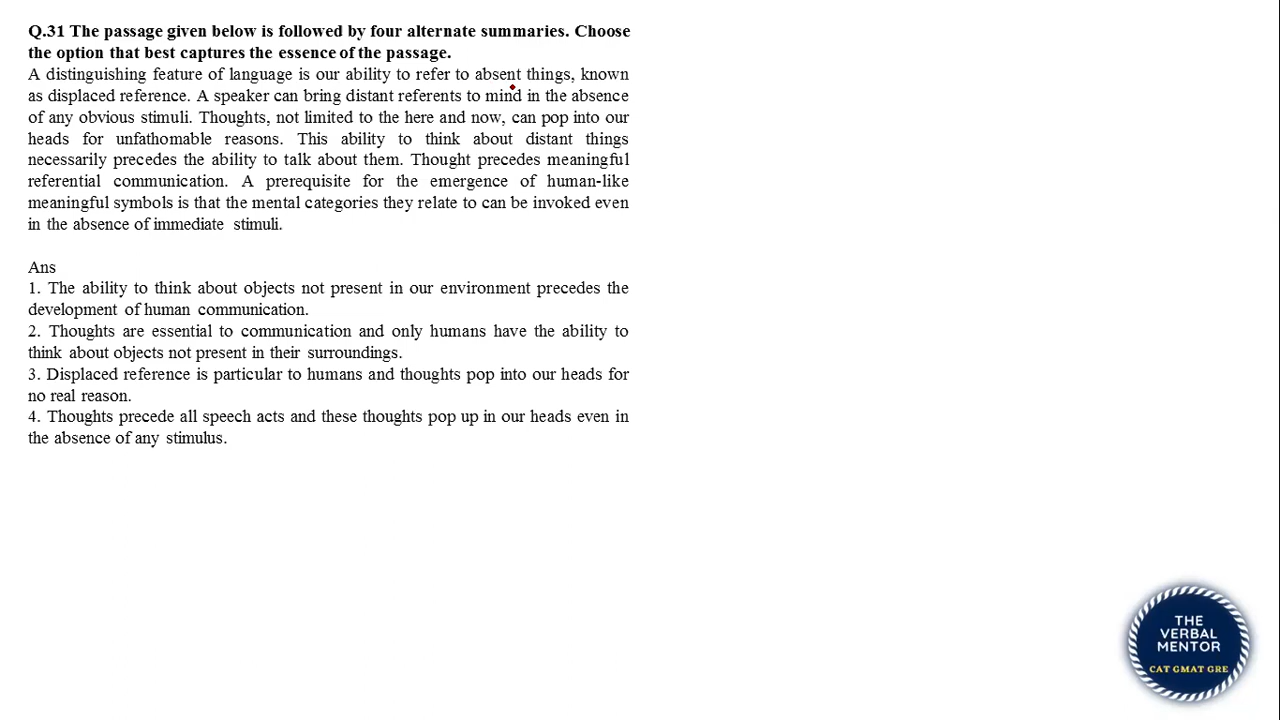 Q.31 The passage given below is followed by four alternate summaries. Choose
the option that best captures the essence of the passage.
A distinguishing feature of language is our ability to refer to absent things, known
as displaced reference. A speaker can bring distant referents to mind in the absence
of any obvious stimuli. Thoughts, not limited to the here and now, can pop into our
heads for unfathomable reasons. This ability to think about distant things
necessarily precedes the ability to talk about them. Thought precedes meaningful
referential communication. A prerequisite for the emergence of human-like
meaningful symbols is that the mental categories they relate to can be invoked even
in the absence of immediate stimuli.
Ans
1. The ability to think about objects not present in our environment precedes the
development of human communication.
2. Thoughts are essential to communication and only humans have the ability to
think about objects not present in their surroundings.
3. Displaced reference is particular to humans and thoughts pop into our heads for
no real reason.
4. Thoughts precede all speech acts and these thoughts pop up in our heads even in
the absence of any stimulus.
THE
VERBAL
MENTOR
CAT GMAT GRE